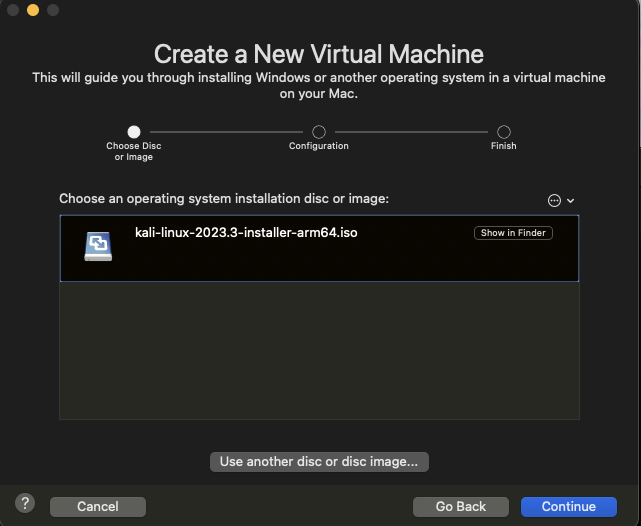 Create a New Virtual Machine
This will guide you through installing Windows or another operating system in a virtual machine
on your Mac.
Choose Disc
or Image
Configuration
Finish
Choose an operating system installation disc or image:
kali-linux-2023.3-installer-arm64.iso
Show in Finder
Use another disc or disc image...
?
Cancel
Go Back
Continue